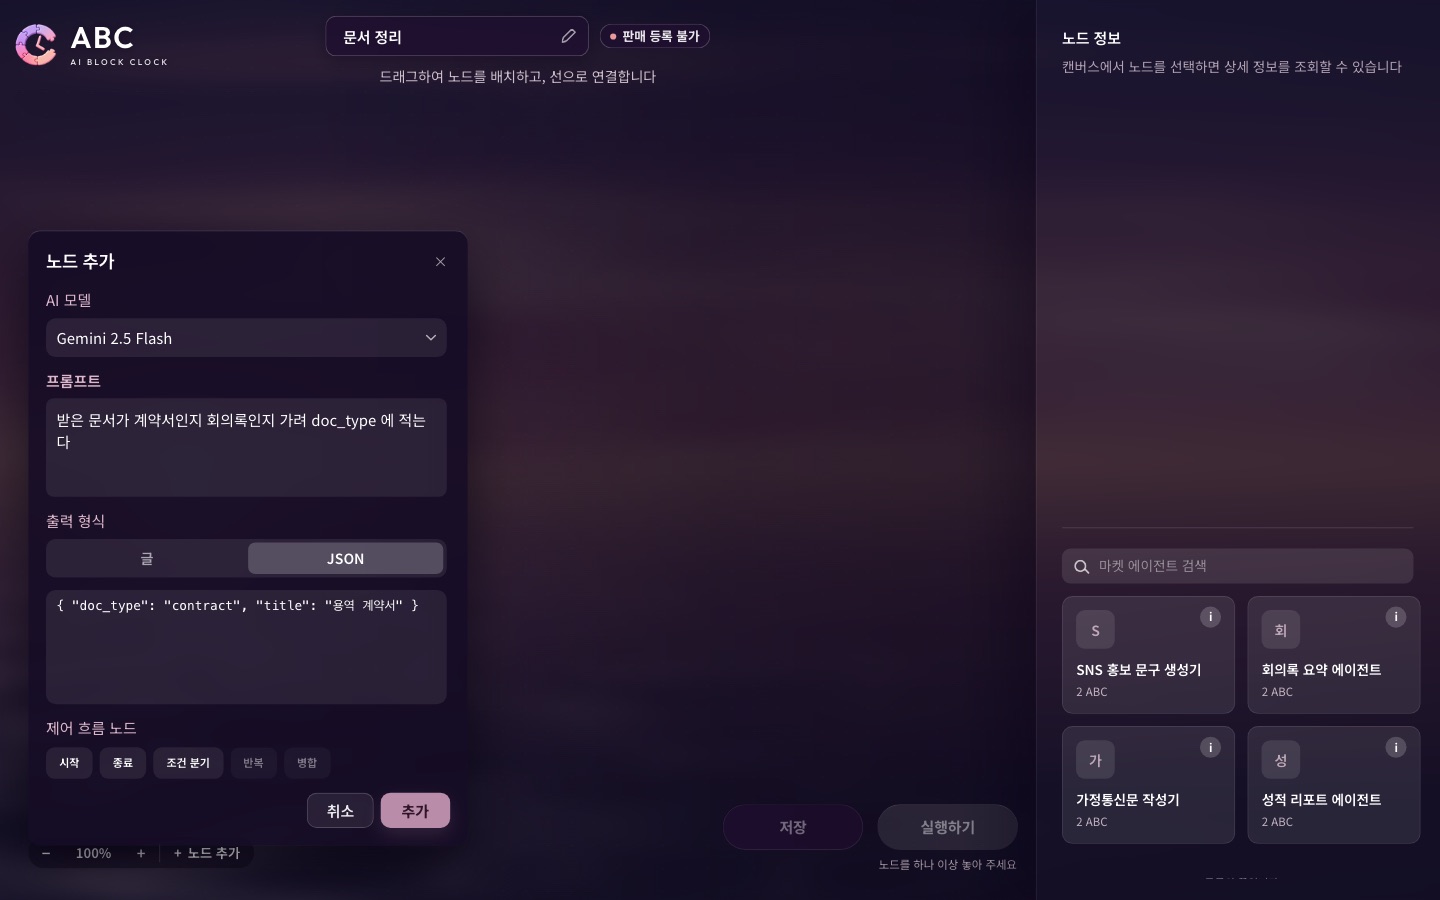 ABC
AI BLOCK CLOCK
문서 정리
판매 등록 불가
드래그하여 노드를 배치하고, 선으로 연결합니다
노드 정보
캔버스에서 노드를 선택하면 상세 정보를 조회할 수 있습니다
노드 추가
AI 모델
Gemini 2.5 Flash
프롬프트
받은 문서가 계약서인지 회의록인지 가려 doc_type 에 적는
다
출력 형식
글
JSON
{ "doc_type": "contract", "title": "용역 계약서" }
제어 흐름 노드
시작
종료
조건 분기
반복
병합
취소
추가
− 100% +
+ 노드 추가
저장
실행하기
노드를 하나 이상 놓아 주세요
마켓 에이전트 검색
S
i
SNS 홍보 문구 생성기
2 ABC
회
i
회의록 요약 에이전트
2 ABC
가
i
가정통신문 작성기
2 ABC
성
i
성적 리포트 에이전트
2 ABC